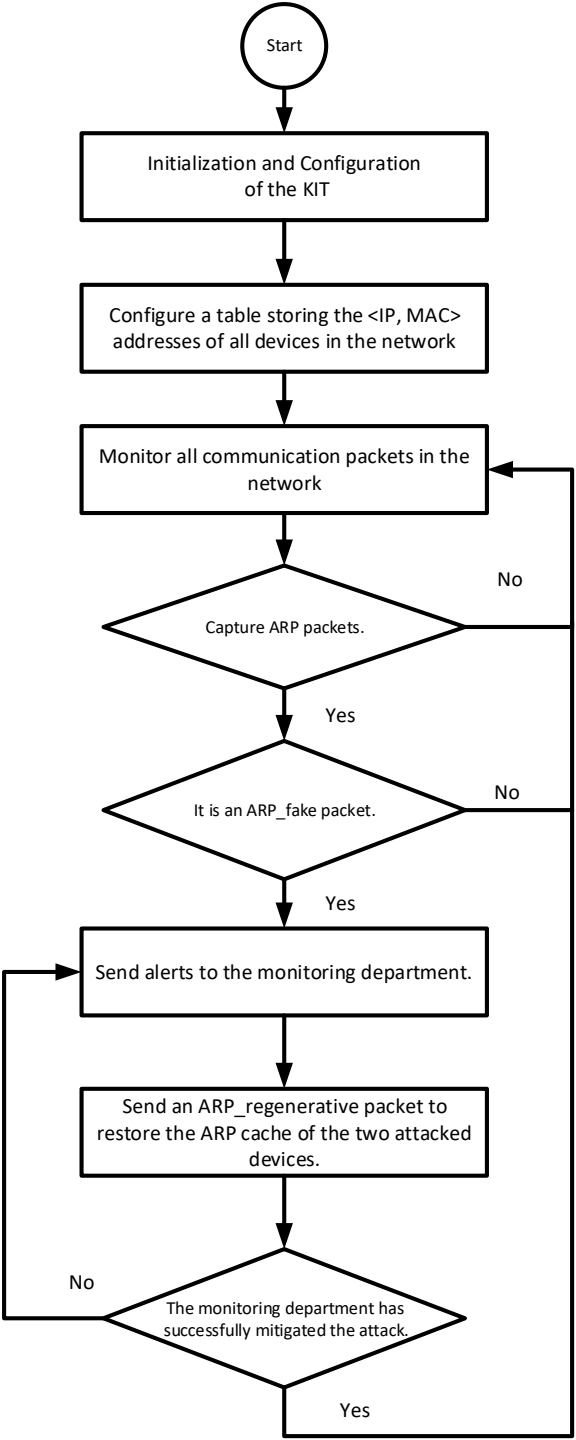 Start
Initialization and Configuration
of the KIT
Configure a table storing the <IP, MAC>
addresses of all devices in the network
Monitor all communication packets in the
network
No
Capture ARP packets.
Yes
No
It is an ARP_fake packet.
Yes
Send alerts to the monitoring department.
Send an ARP_regenerative packet to
restore the ARP cache of the two attacked
devices.
No
The monitoring department has
successfully mitigated the attack.
Yes